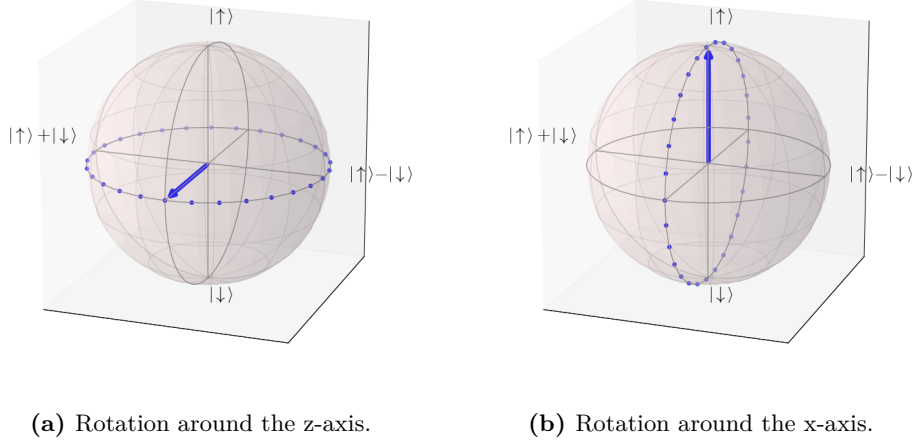 |↑⟩ |↑⟩
|↑⟩+|↓⟩ |↑⟩−|↓⟩ |↑⟩+|↓⟩ |↑⟩−|↓⟩
|↓⟩ |↓⟩
(a) Rotation around the z-axis. (b) Rotation around the x-axis.